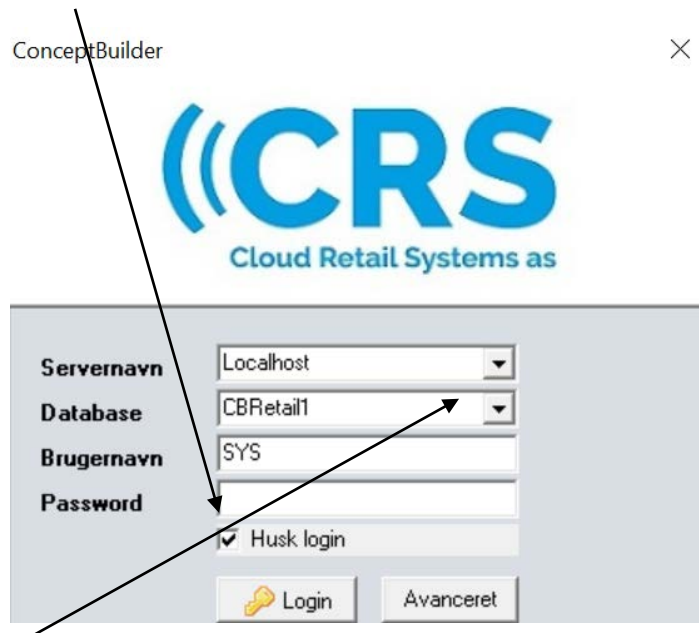 ConceptBuilder
CRS
Cloud Retail Systems as
Servernavn Localhost
Database CBRetail1
Brugernavn SYS
Password
Husk login
Login Avanceret